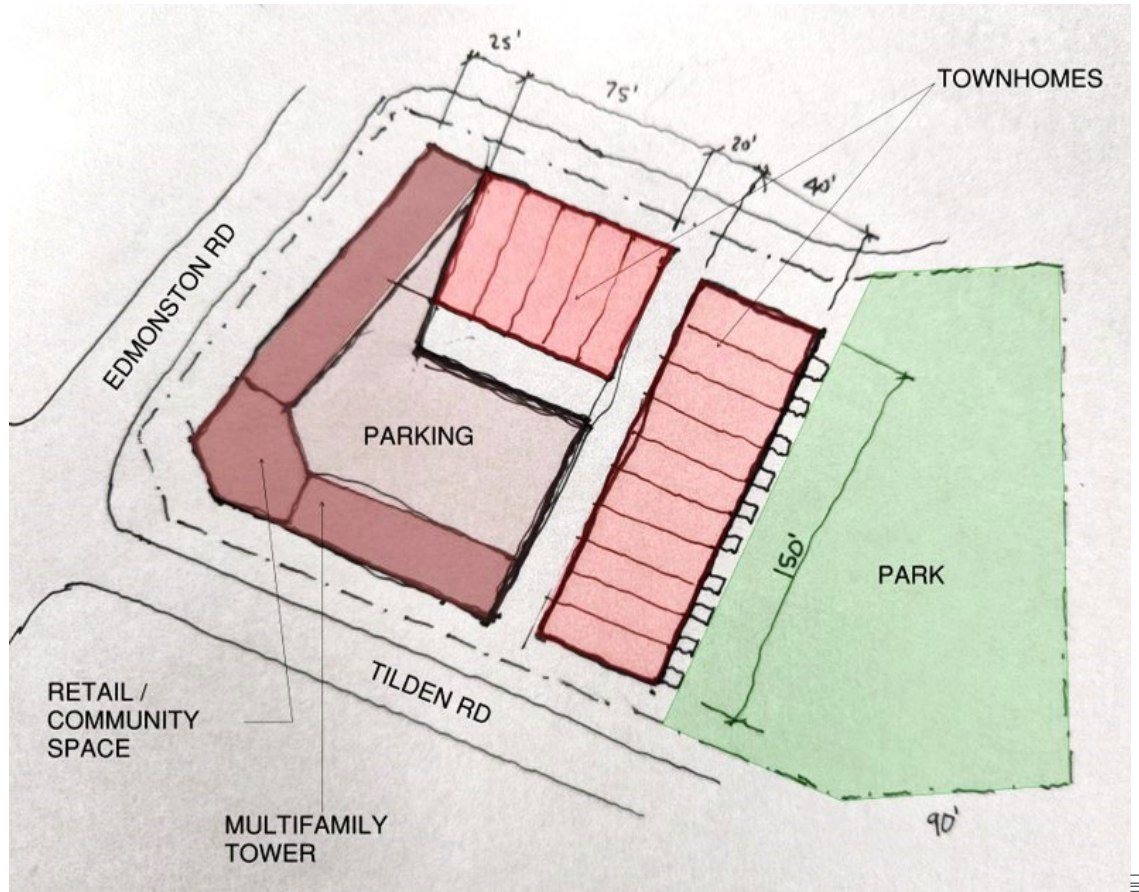 25'
75'
20'
40'
TOWNHOMES
EDMONSTON RD
PARKING
150'
PARK
TILDEN RD
RETAIL /
COMMUNITY
SPACE
MULTIFAMILY
TOWER
90'